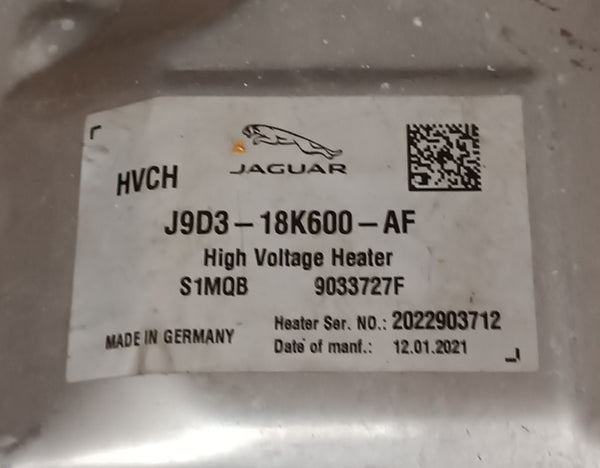 JAGUAR
HVCH
J9D3-18K600-AF
High Voltage Heater
S1MQB 9033727F
Heater Ser. NO.: 2022903712
MADE IN GERMANY
Date of manf.: 12.01.2021